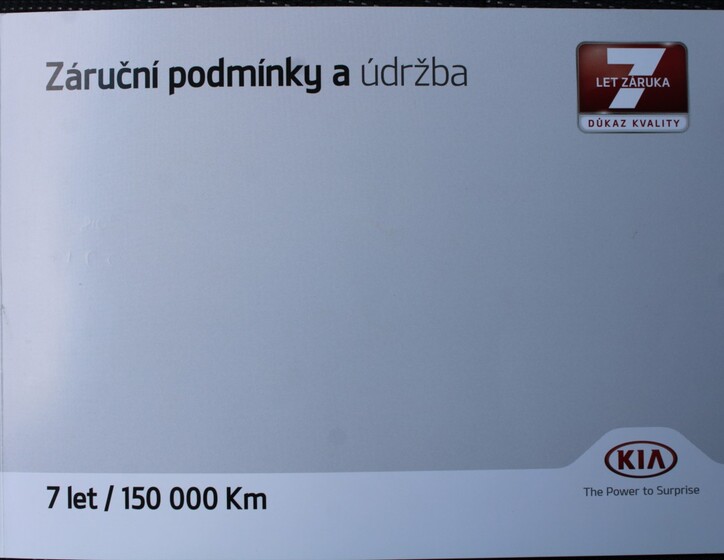 Záruční podmínky a údržba
7
LET ZÁRUKA
DŮKAZ KVALITY
7 let / 150 000 Km
KIA
The Power to Surprise